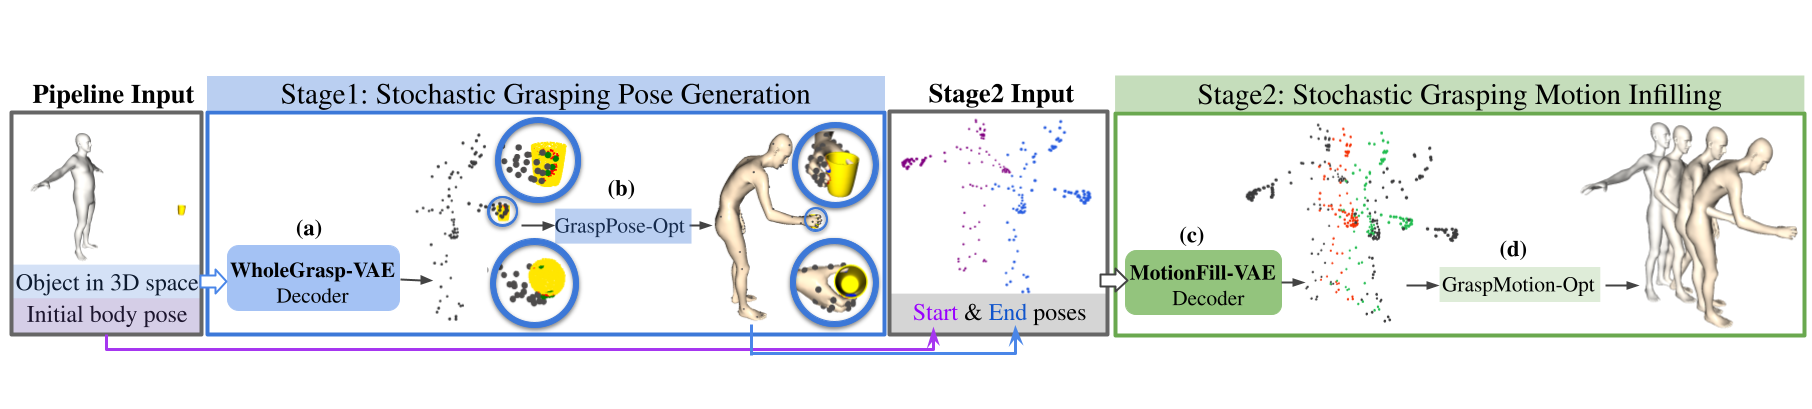 Pipeline Input
Object in 3D space
Initial body pose
Stage1: Stochastic Grasping Pose Generation
(a)
WholeGrasp-VAE
Decoder
(b)
GraspPose-Opt
Stage2 Input
Start & End poses
Stage2: Stochastic Grasping Motion Infilling
(c)
MotionFill-VAE
Decoder
(d)
GraspMotion-Opt